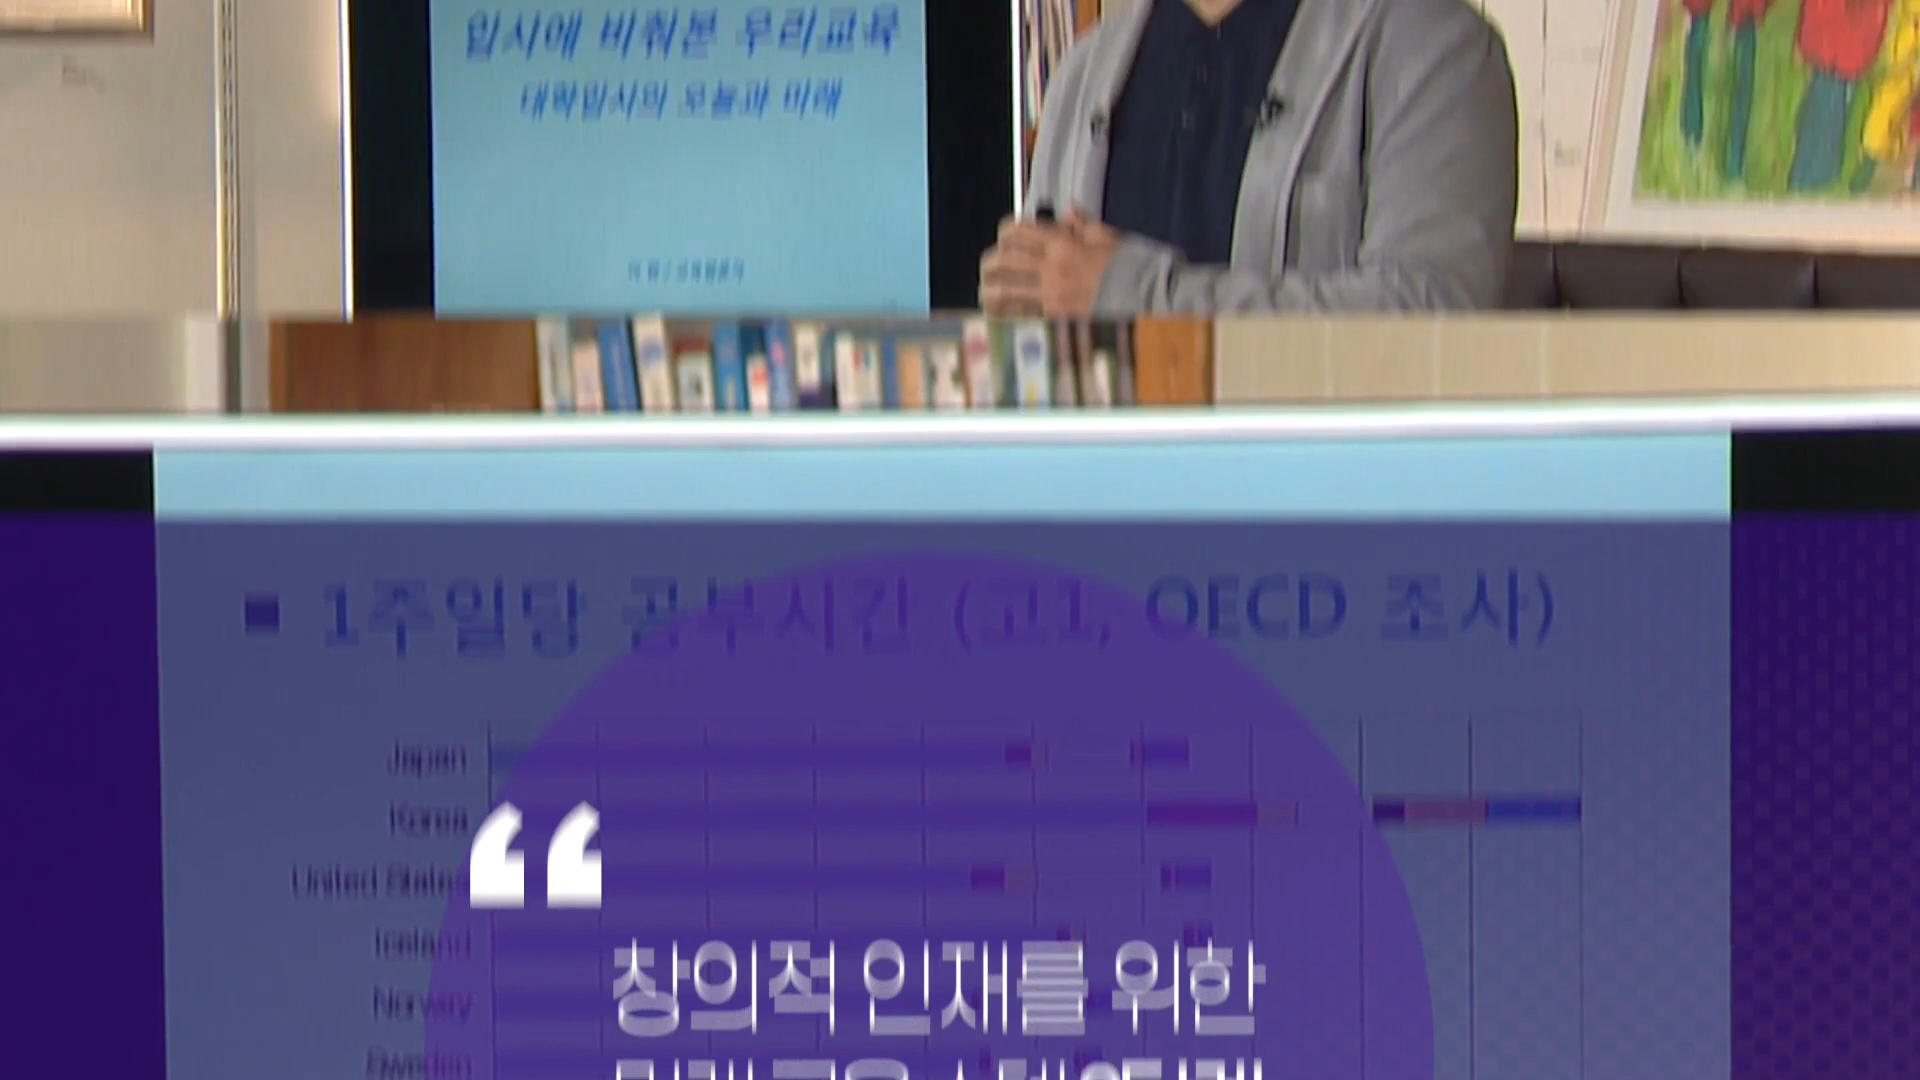 입시에 비춰본 우리교육
대학입시의 오늘과 미래
■ 1주일당 공부시간 (고1, OECD 조사)
Japan
Korea
United States
Iceland
Norway
Sweden
“
창의적 인재를 위한